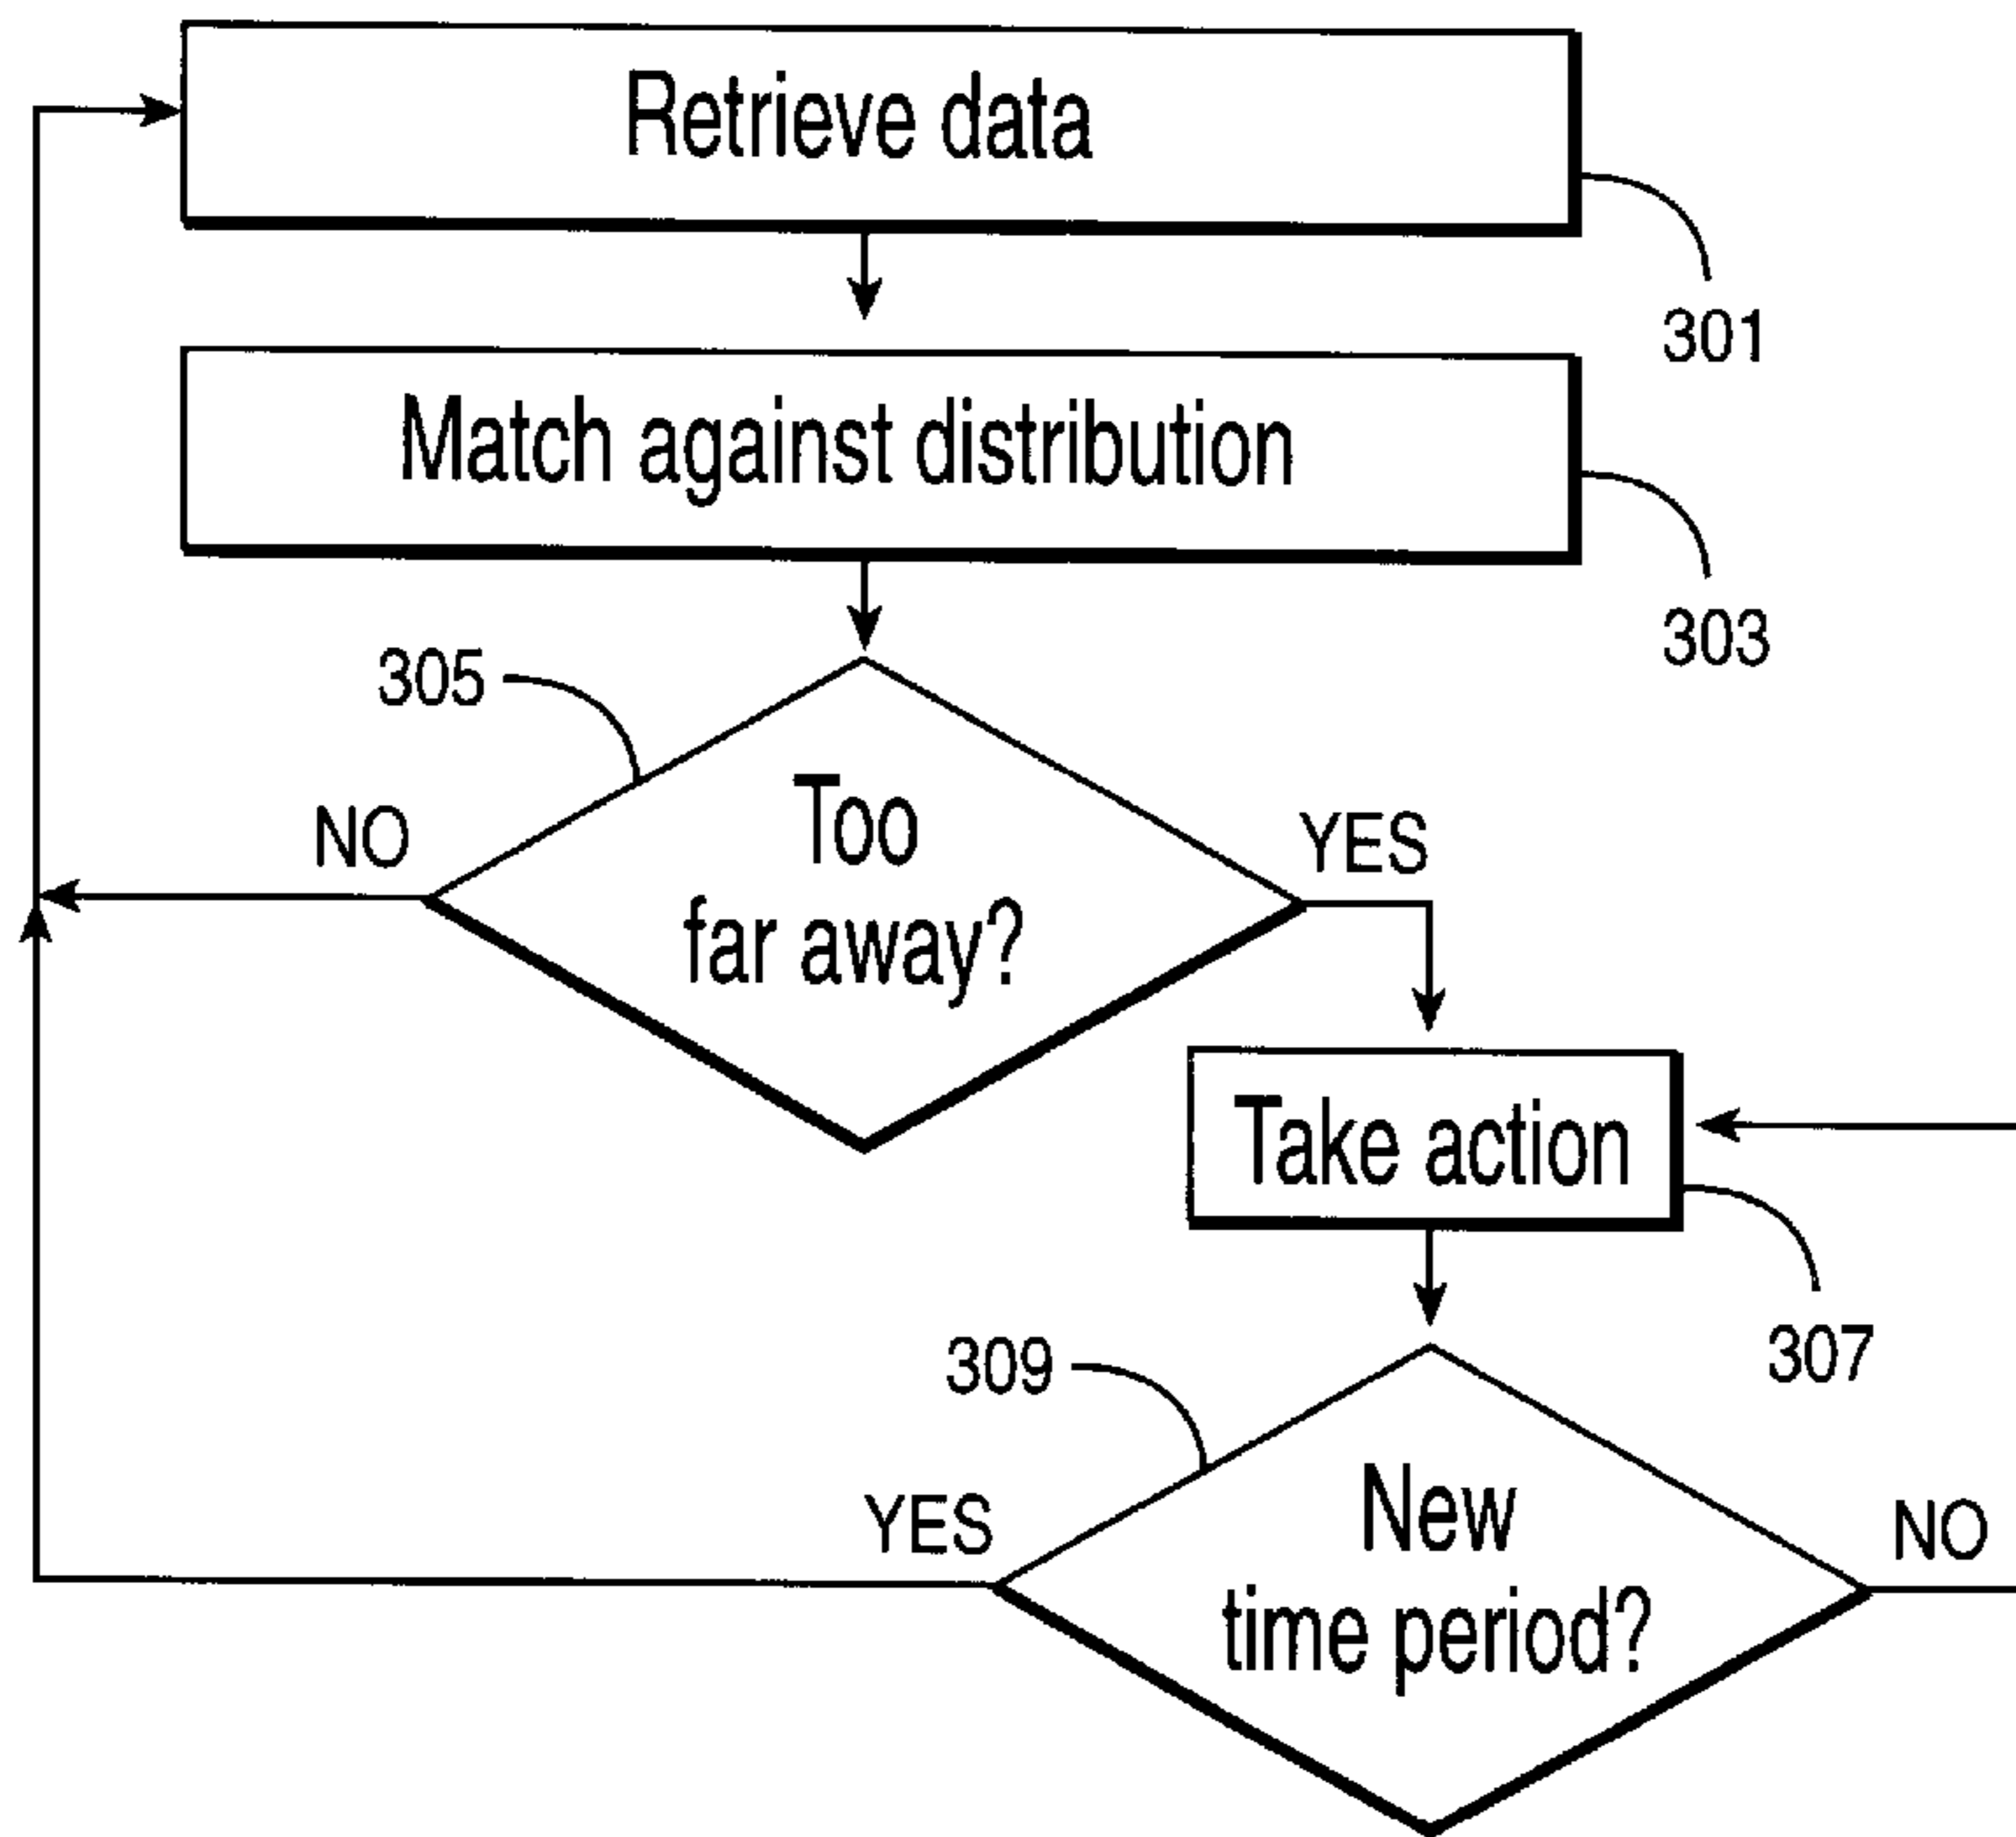 Retrieve data
301
Match against distribution
303
305
NO
Too
far away?
YES
Take action
307
309
YES
New
time period?
NO